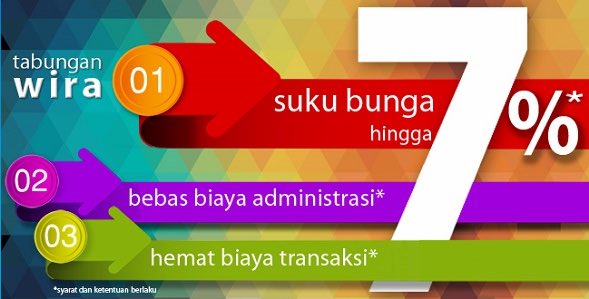 tabungan
wira
01
suku bunga
hingga
7%*
02
bebas biaya administrasi*
03
hemat biaya transaksi*
*syarat dan ketentuan berlaku